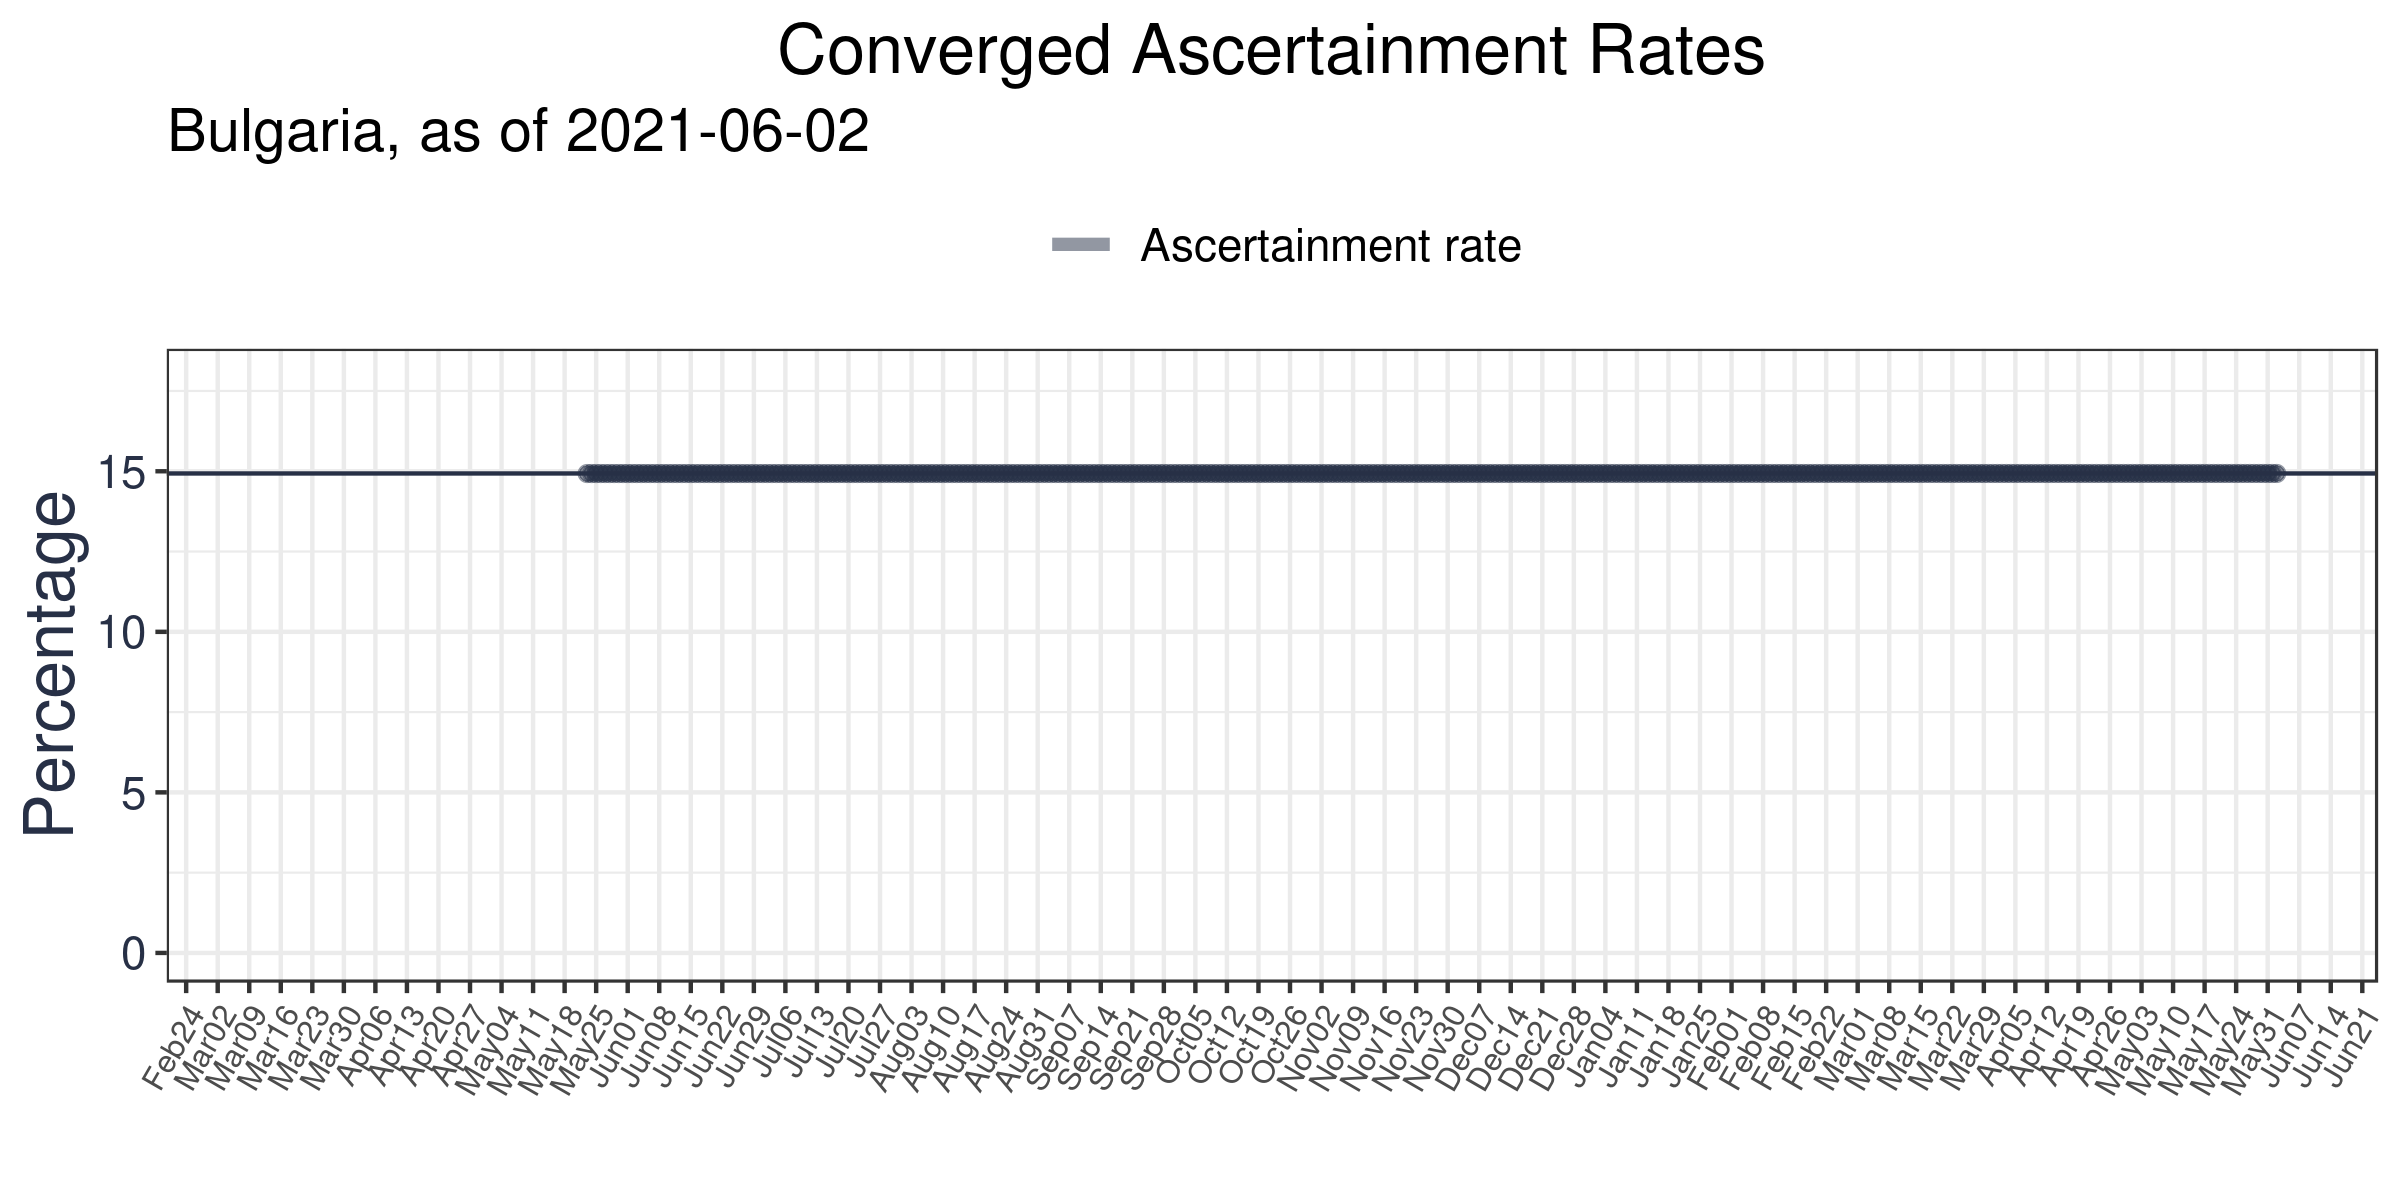 Converged Ascertainment Rates
Bulgaria, as of 2021-06-02
Ascertainment rate
Percentage
15
10
5
0
Feb24
Mar02
Mar09
Mar16
Mar23
Mar30
Apr06
Apr13
Apr20
Apr27
May04
May11
May18
May25
Jun01
Jun08
Jun15
Jun22
Jun29
Jul06
Jul13
Jul20
Jul27
Aug03
Aug10
Aug17
Aug24
Aug31
Sep07
Sep14
Sep21
Sep28
Oct05
Oct12
Oct19
Oct26
Nov02
Nov09
Nov16
Nov23
Nov30
Dec07
Dec14
Dec21
Dec28
Jan04
Jan11
Jan18
Jan25
Feb01
Feb08
Feb15
Feb22
Mar01
Mar08
Mar15
Mar22
Mar29
Apr05
Apr12
Apr19
Apr26
May03
May10
May17
May24
May31
Jun07
Jun14
Jun21